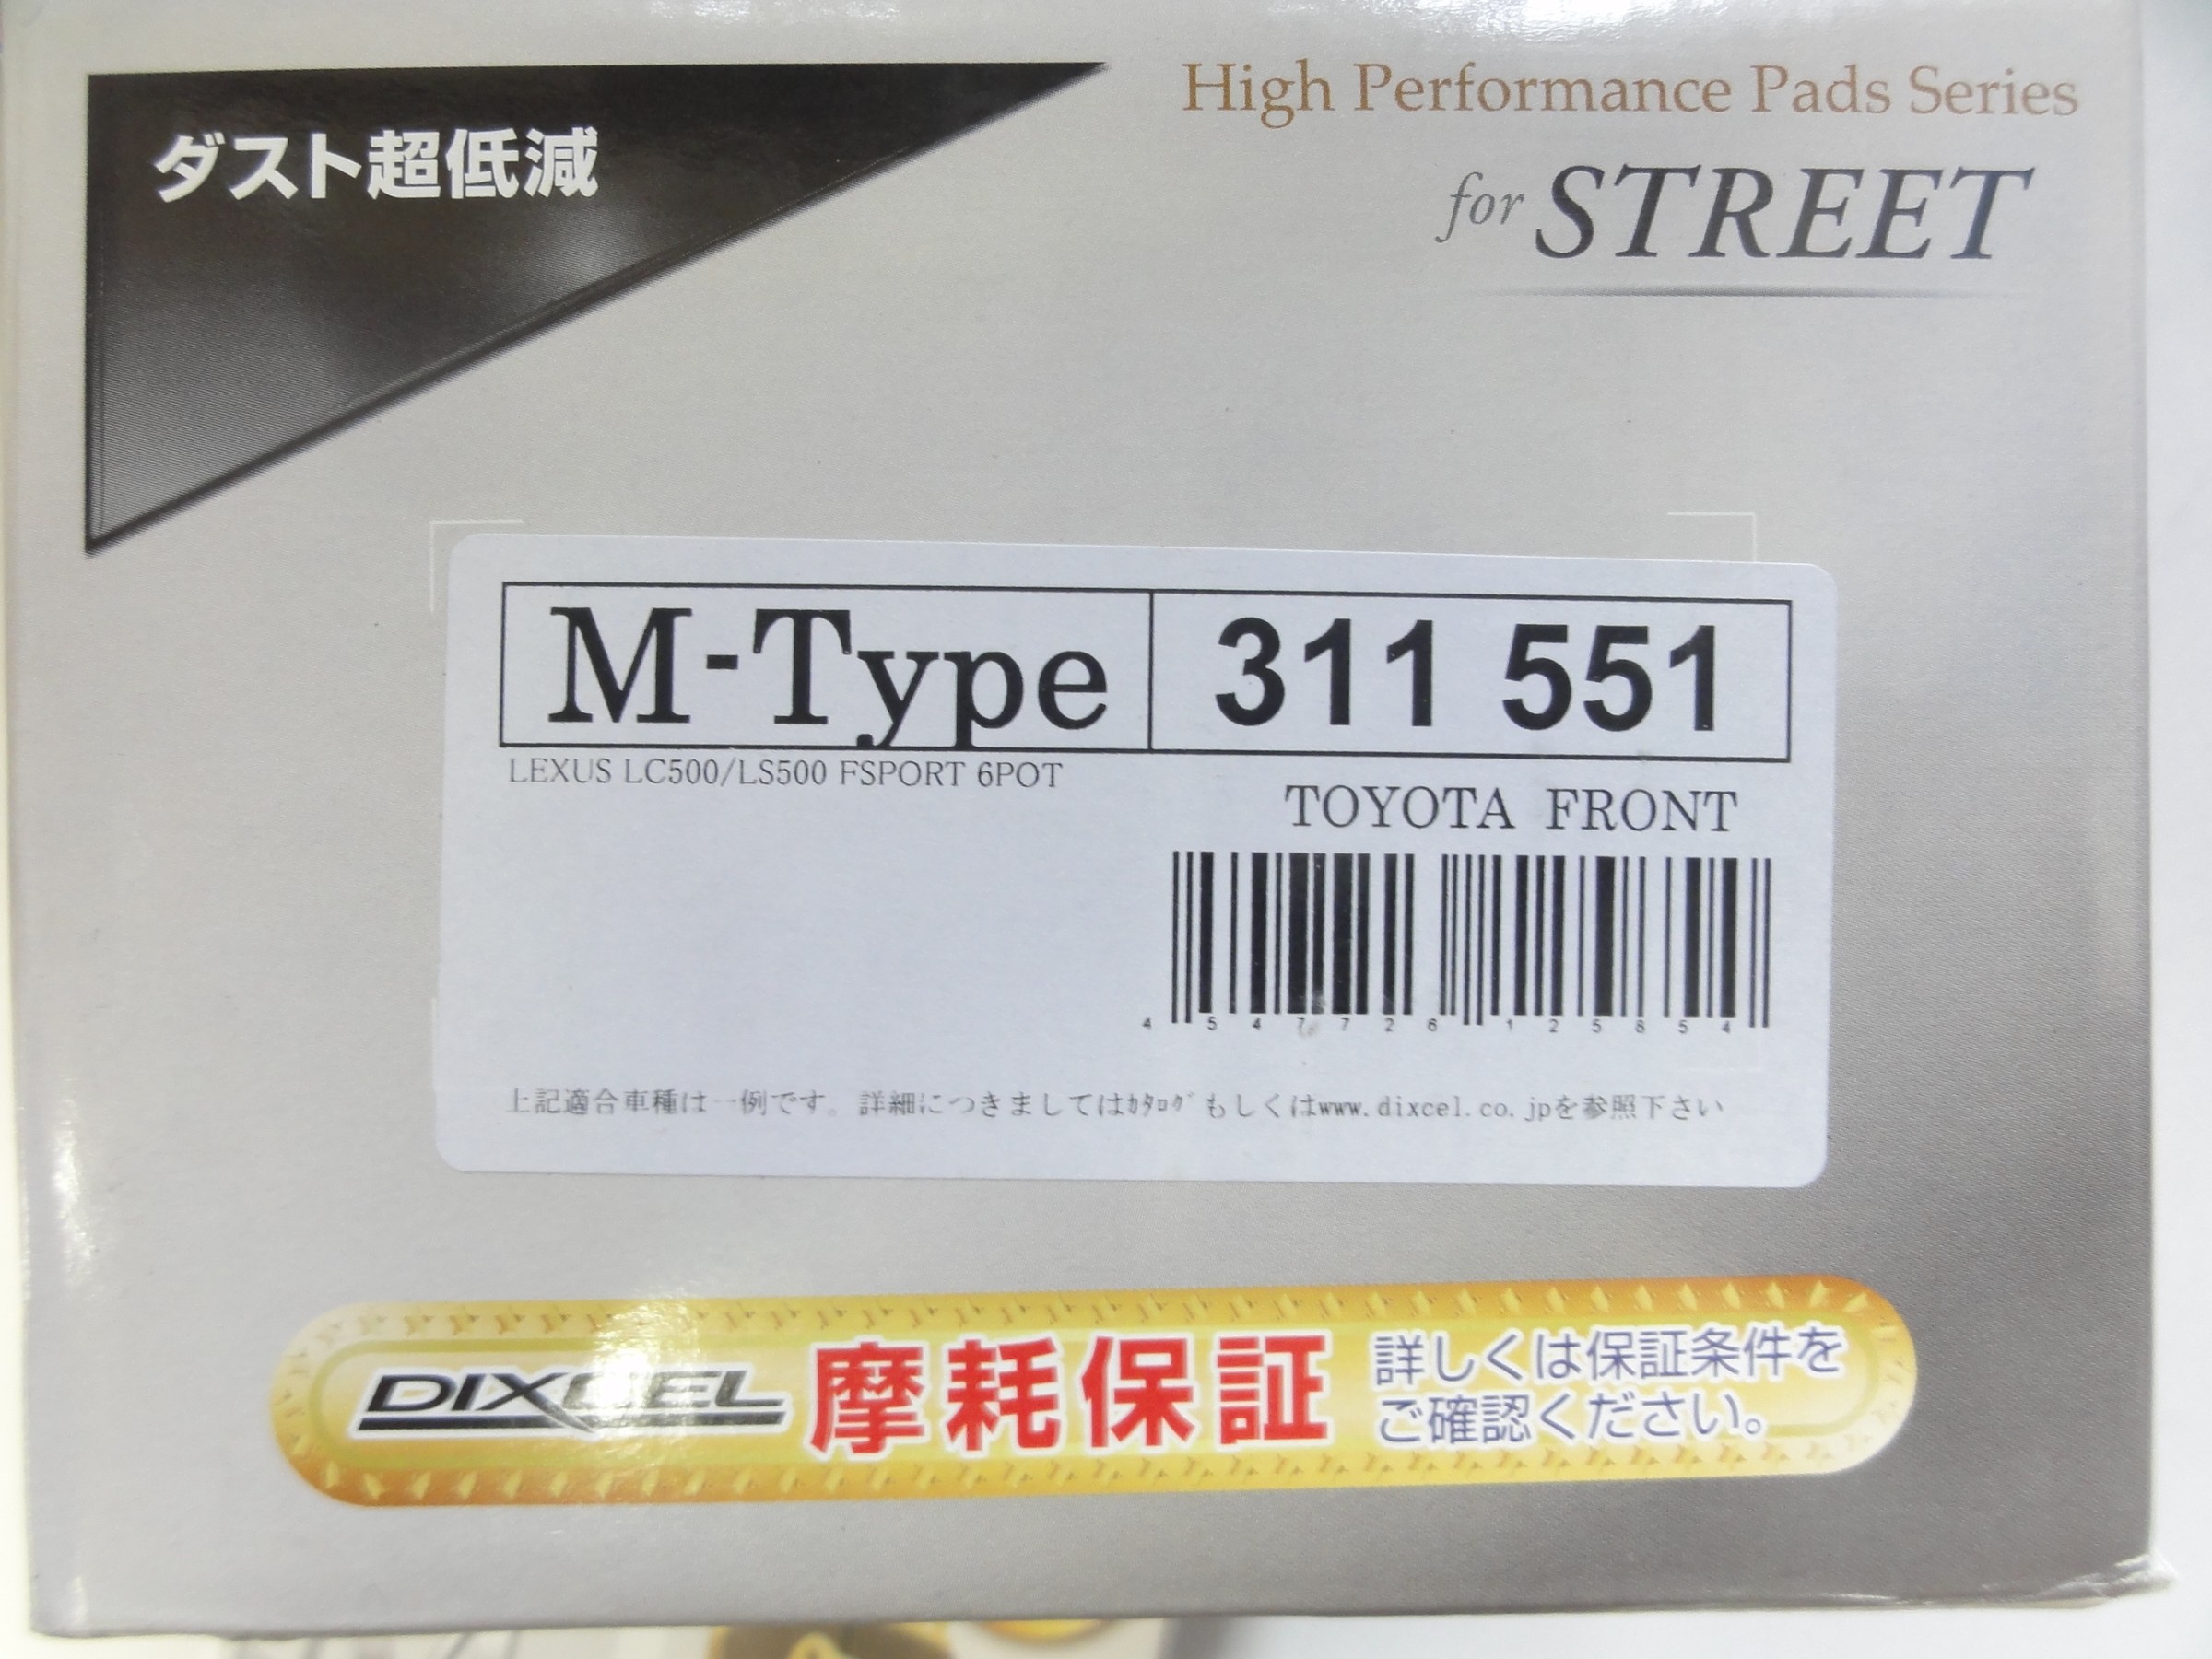 ダスト超低減
High Performance Pads Series
for STREET
M-Type 311 551
LEXUS LC500/LS500 FSPORT 6POT
TOYOTA FRONT
4 547726 125854
上記適合車種は一例です。詳細につきましてはｶﾀﾛｸﾞもしくはwww.dixcel.co.jpを参照下さい
DIXCEL 摩耗保証 詳しくは保証条件を
ご確認ください。